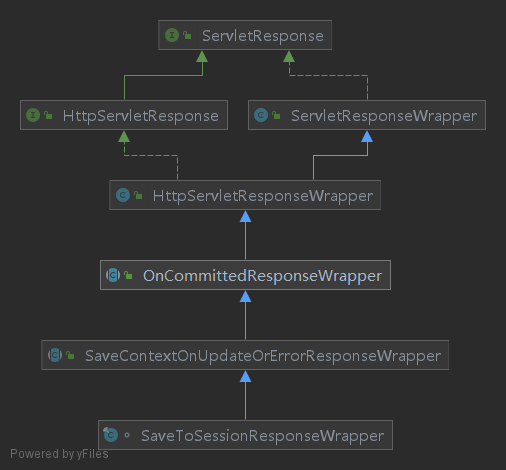 ServletResponse
HttpServletResponse
ServletResponseWrapper
HttpServletResponseWrapper
OnCommittedResponseWrapper
SaveContextOnUpdateOrErrorResponseWrapper
SaveToSessionResponseWrapper
Powered by yFiles